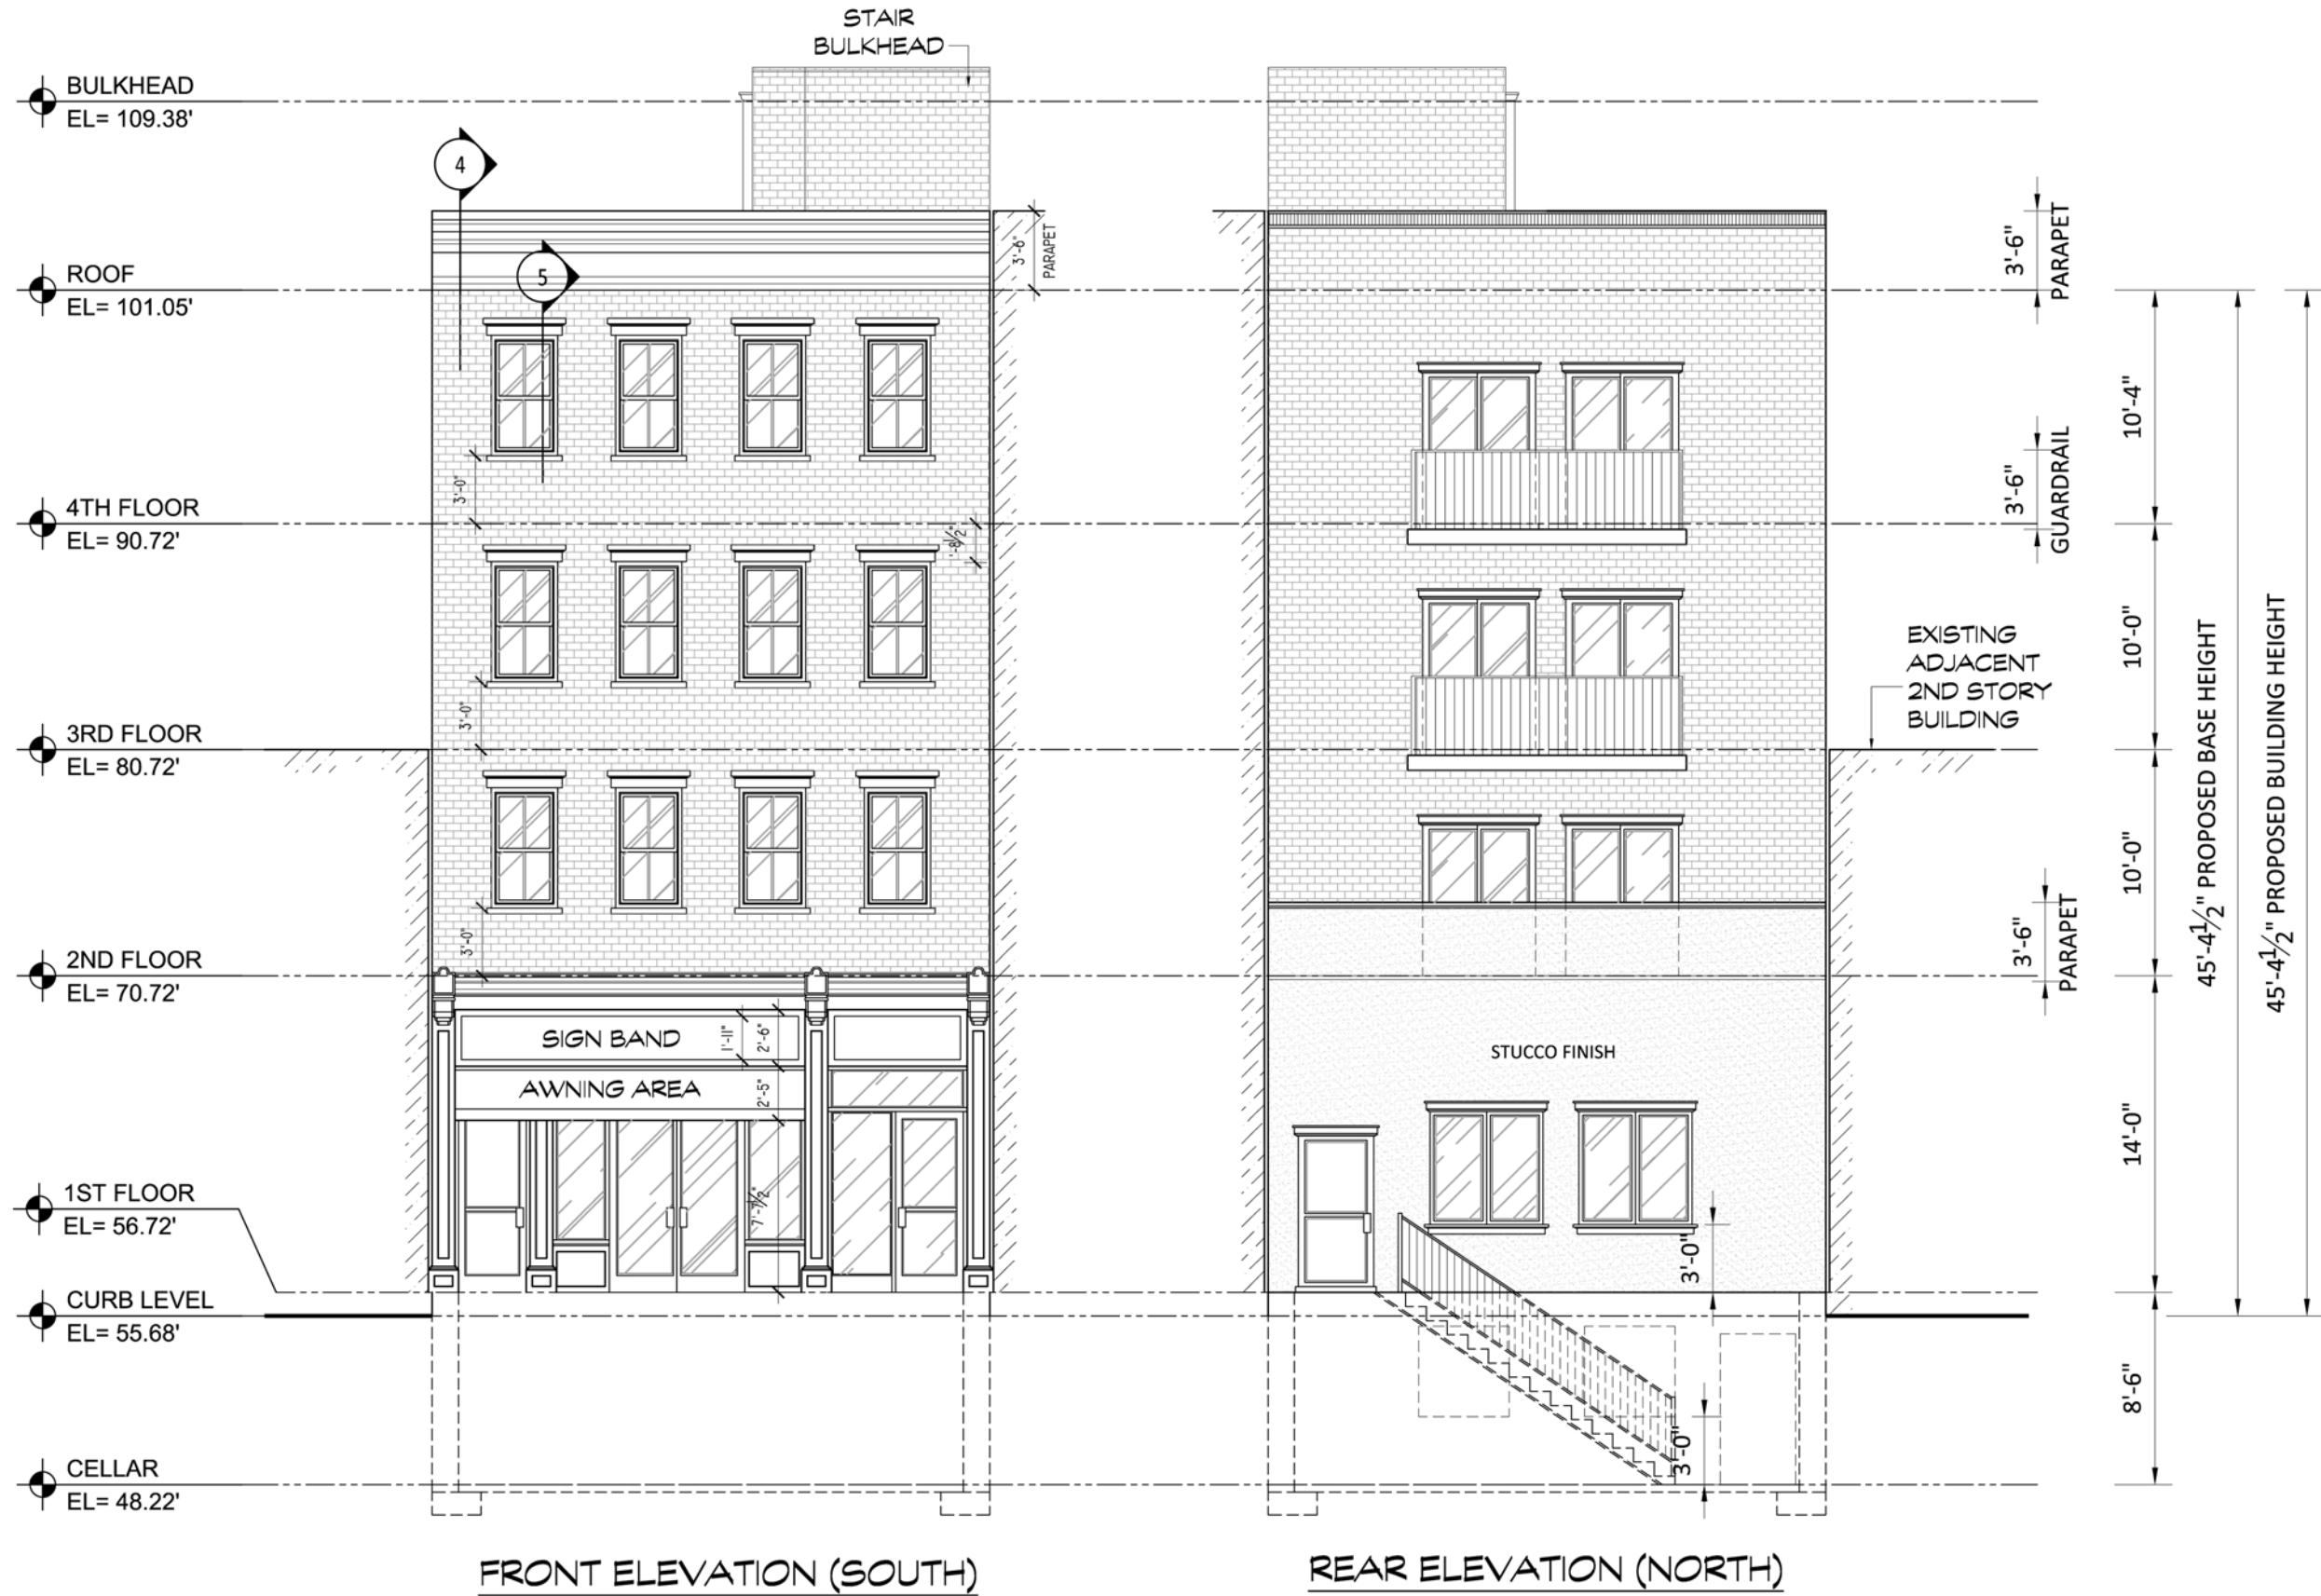 STAIR
BULKHEAD
BULKHEAD
EL= 109.38'
4
ROOF
EL= 101.05'
5
3'-6"
PARAPET
3'-6"
PARAPET
10'-4"
3'-0"
3'-6"
GUARDRAIL
4TH FLOOR
EL= 90.72'
'-8½"
10'-0"
EXISTING
ADJACENT
2ND STORY
BUILDING
3'-0"
3RD FLOOR
EL= 80.72'
45'-4½" PROPOSED BASE HEIGHT
45'-4½" PROPOSED BUILDING HEIGHT
10'-0"
3'-0"
3'-6"
PARAPET
2ND FLOOR
EL= 70.72'
SIGN BAND
1'-11"
2'-6"
STUCCO FINISH
AWNING AREA
2'-5"
14'-0"
1ST FLOOR
EL= 56.72'
7'-7½"
3'-0"
CURB LEVEL
EL= 55.68'
8'-6"
3'-0"
CELLAR
EL= 48.22'
FRONT ELEVATION (SOUTH)
REAR ELEVATION (NORTH)